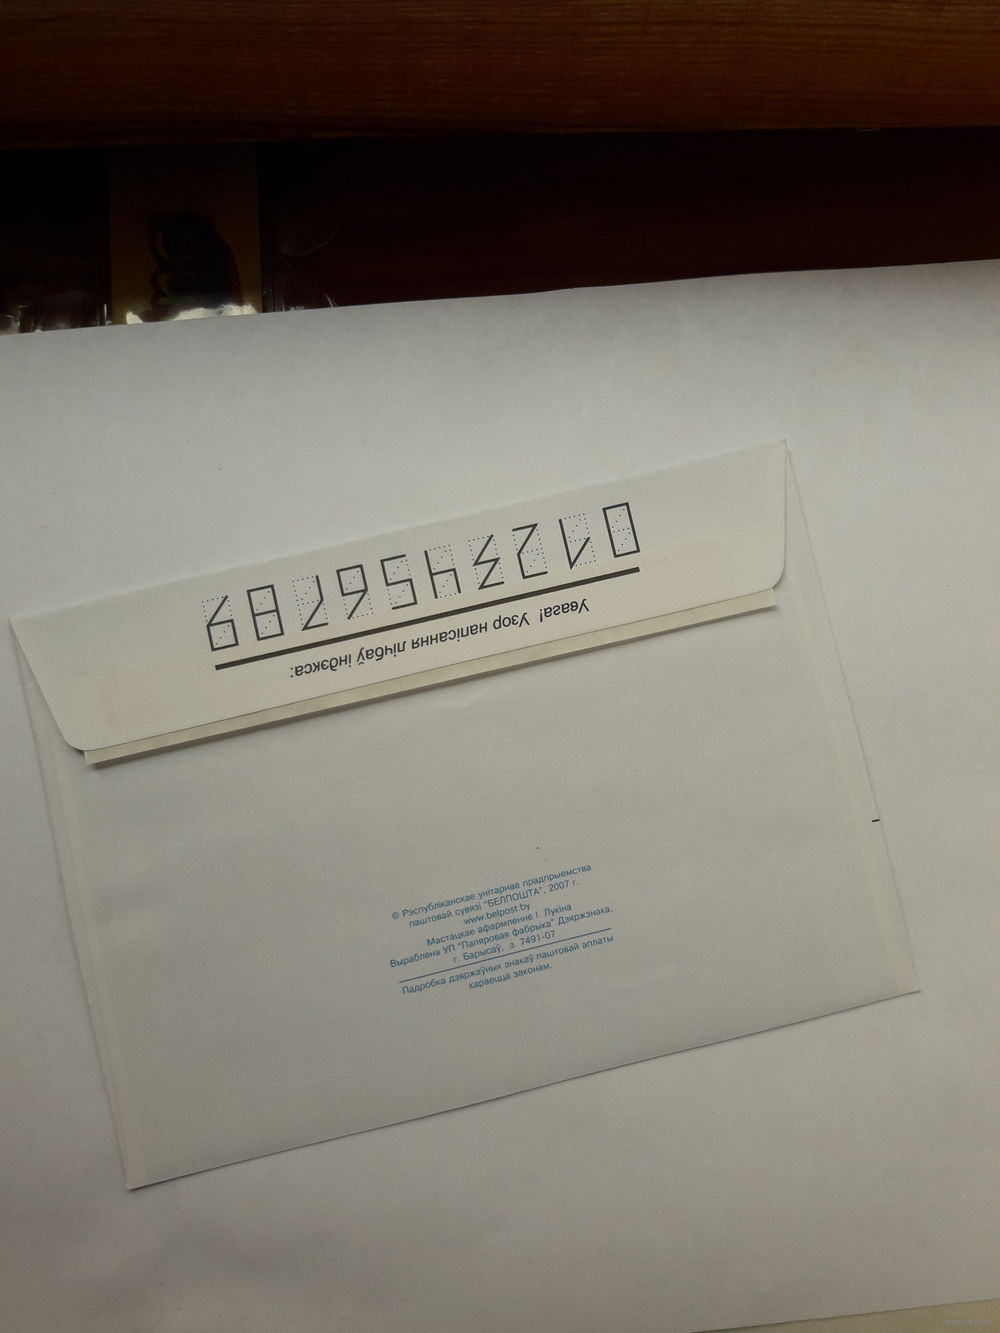 Увага! Узор напісання лічбаў індэкса:
0123456789
© Рэспубліканскае унітарнае прадпрыемства
паштовай сувязі "БЕЛПОШТА", 2007 г.
www.belpost.by
Мастацкае афармленне І. Лукіна
Выраблена УП "Папяровая фабрыка" Дзяржзнака,
г. Барысаў, з. 7491-07
Падробка дзяржаўных знакаў паштовай аплаты
караецца законам.